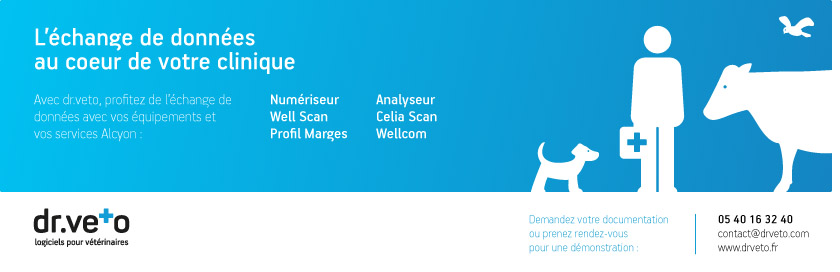 L'échange de données
au coeur de votre clinique
Avec dr.veto, profitez de l'échange de
données avec vos équipements et
vos services Alcyon :
Numériseur
Well Scan
Profil Marges
Analyseur
Celia Scan
Wellcom
dr.veto
logiciels pour vétérinaires
Demandez votre documentation
ou prenez rendez-vous
pour une démonstration :
05 40 16 32 40
contact@drveto.com
www.drveto.fr